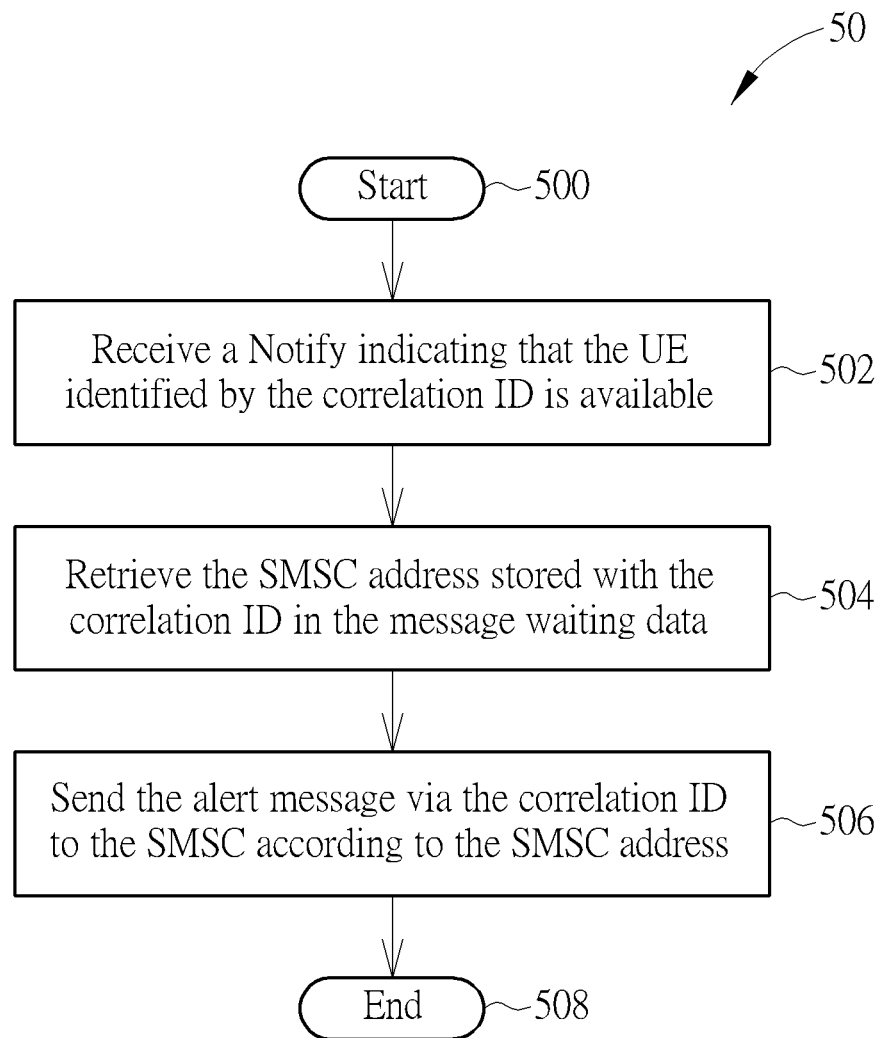 50
Start
500
Receive a Notify indicating that the UE
identified by the correlation ID is available
502
Retrieve the SMSC address stored with the
correlation ID in the message waiting data
504
Send the alert message via the correlation ID
to the SMSC according to the SMSC address
506
End
508